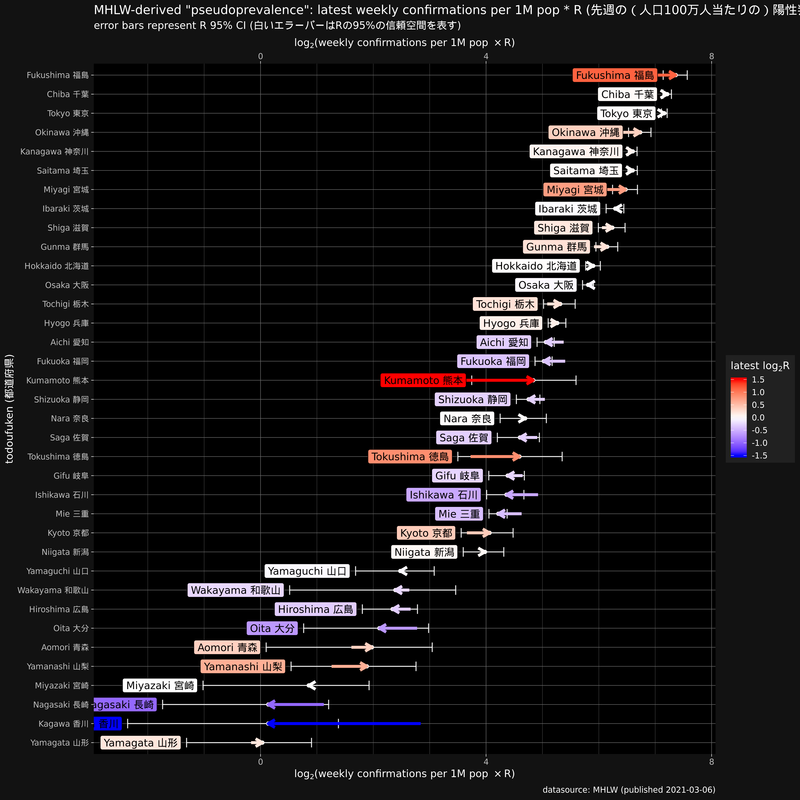 MHLW-derived "pseudoprevalence": latest weekly confirmations per 1M pop * R (先週の ( 人口100万人当たりの ) 陽性
error bars represent R 95% CI (白いエラーバーはRの95%の信頼空間を表す)
log2(weekly confirmations per 1M pop × R)
0 4 8
Fukushima 福島 Fukushima 福島
Chiba 千葉 Chiba 千葉
Tokyo 東京 Tokyo 東京
Okinawa 沖縄 Okinawa 沖縄
Kanagawa 神奈川 Kanagawa 神奈川
Saitama 埼玉 Saitama 埼玉
Miyagi 宮城 Miyagi 宮城
Ibaraki 茨城 Ibaraki 茨城
Shiga 滋賀 Shiga 滋賀
Gunma 群馬 Gunma 群馬
Hokkaido 北海道 Hokkaido 北海道
Osaka 大阪 Osaka 大阪
Tochigi 栃木 Tochigi 栃木
Hyogo 兵庫 Hyogo 兵庫
Aichi 愛知 Aichi 愛知
Fukuoka 福岡 Fukuoka 福岡
Kumamoto 熊本 Kumamoto 熊本
Shizuoka 静岡 Shizuoka 静岡
Nara 奈良 Nara 奈良
Saga 佐賀 Saga 佐賀
Tokushima 徳島 Tokushima 徳島
Gifu 岐阜 Gifu 岐阜
Ishikawa 石川 Ishikawa 石川
Mie 三重 Mie 三重
Kyoto 京都 Kyoto 京都
Niigata 新潟 Niigata 新潟
Yamaguchi 山口 Yamaguchi 山口
Wakayama 和歌山 Wakayama 和歌山
Hiroshima 広島 Hiroshima 広島
Oita 大分 Oita 大分
Aomori 青森 Aomori 青森
Yamanashi 山梨 Yamanashi 山梨
Miyazaki 宮崎 Miyazaki 宮崎
Nagasaki 長崎 agasaki 長崎
Kagawa 香川 香川
Yamagata 山形 Yamagata 山形
0 4 8
log2(weekly confirmations per 1M pop × R)
todoufuken (都道府県)
latest log2R
1.5
1.0
0.5
0.0
-0.5
-1.0
-1.5
datasource: MHLW (published 2021-03-06)